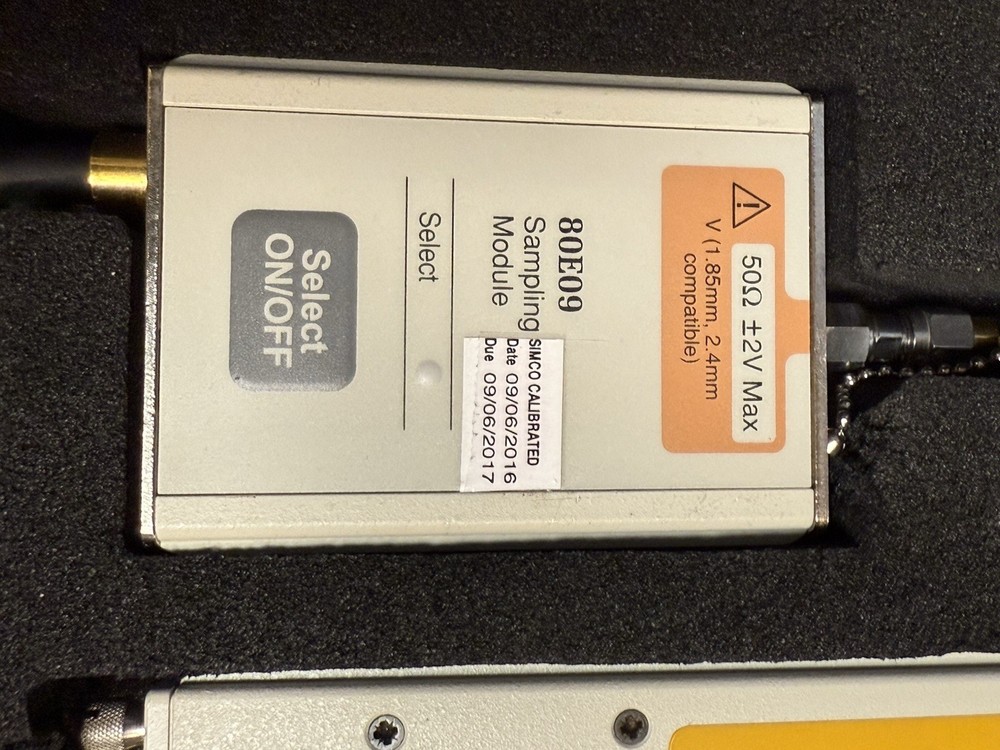 50Ω ±2V Max
V (1.85mm, 2.4mm
compatible)
80E09
Sampling
Module
SIMCO CALIBRATED
Date 09/06/2016
Due 09/06/2017
Select
Select
ON/OFF